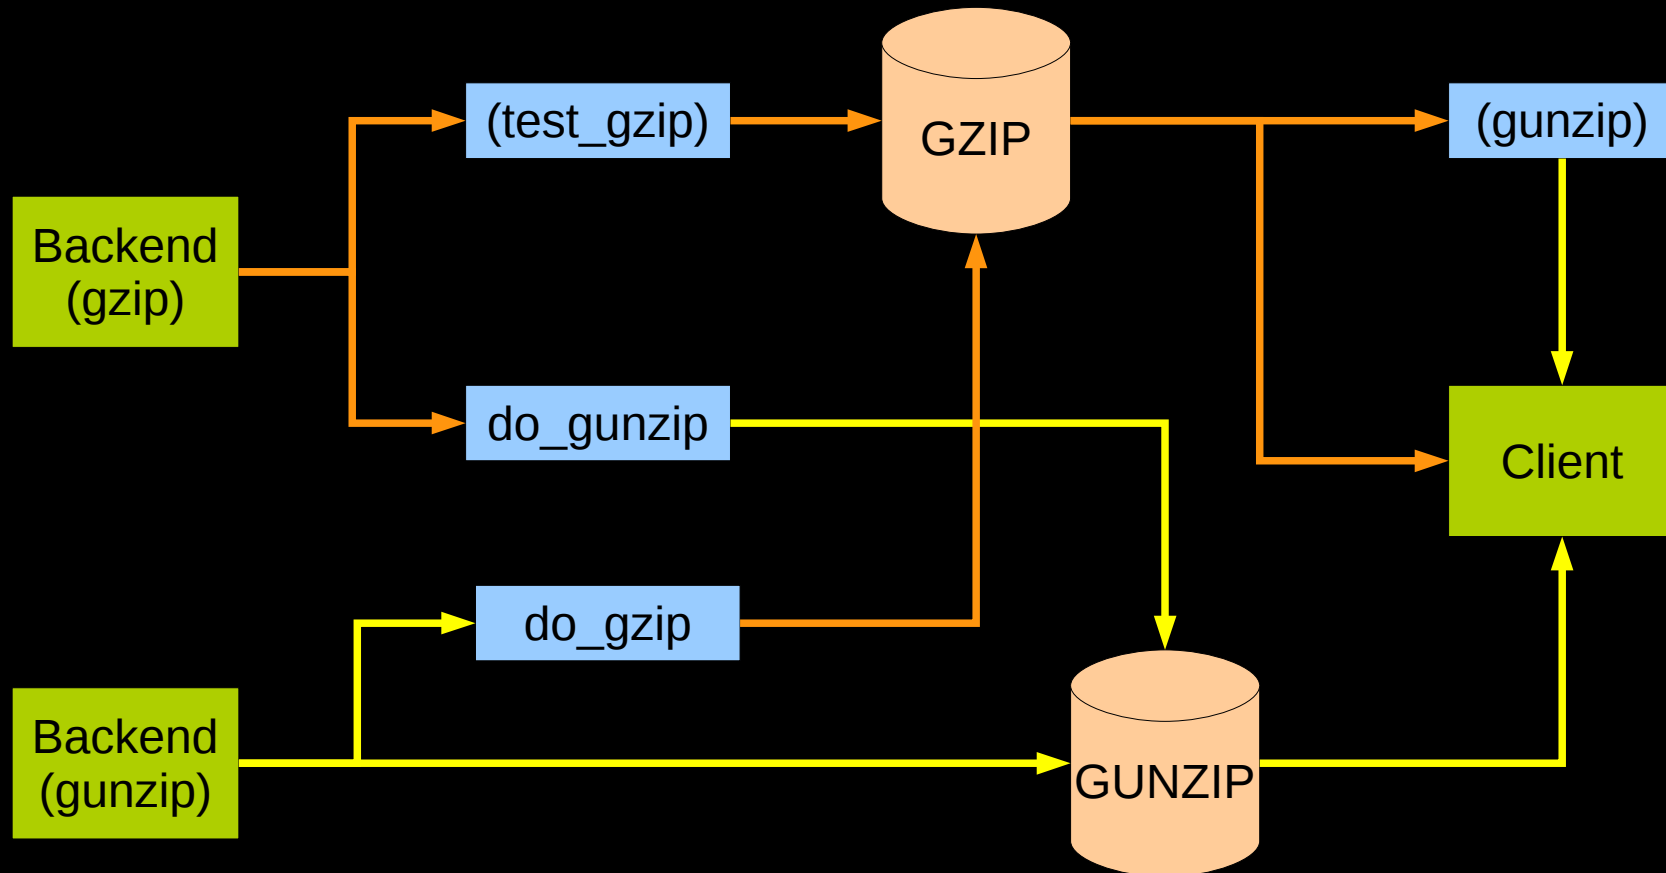 (test_gzip)
GZIP
(gunzip)
Backend
(gzip)
do_gunzip
Client
do_gzip
Backend
(gunzip)
GUNZIP